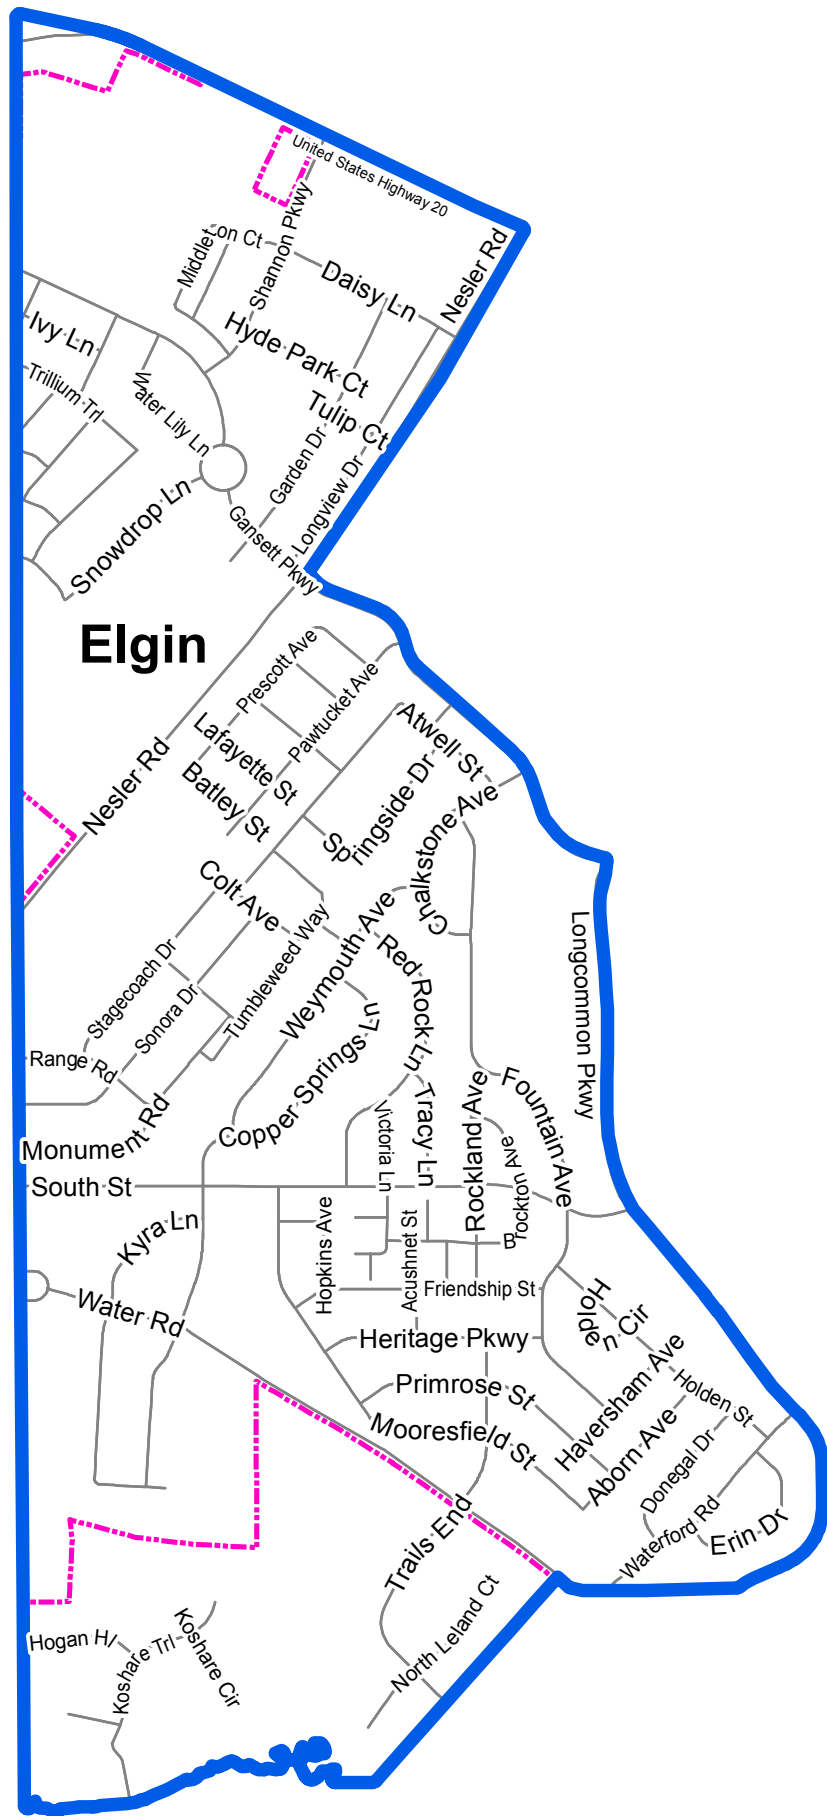 United States Highway 20
Nesler Rd
Shannon Pkwy
Middleton Ct
Daisy Ln
Hyde Park Ct
Tulip Ct
Ivy Ln
Trillium Trl
Water Lily Ln
Garden Dr
Longview Dr
Snowdrop Ln
Gansett Pkwy
Elgin
Prescott Ave
Pawtucket Ave
Lafayette St
Batley St
Nesler Rd
Atwell St
Springside Dr
Chalkstone Ave
Colt Ave
Weymouth Ave
Tumbleweed Way
Red Rock Ln
Stagecoach Dr
Sonora Dr
Longcommon Pkwy
Range Rd
Copper Springs Ln
Monument Rd
Victoria Ln
Tracy Ln
Rockland Ave
Fountain Ave
Brockton Ave
South St
Kyra Ln
Hopkins Ave
Acushnet St
Friendship St
Water Rd
Heritage Pkwy
Holden Cir
Primrose St
Haversham Ave
Holden St
Mooresfield St
Aborn Ave
Donegal Dr
Waterford Rd
Erin Dr
Trails End
North Leland Ct
Hogan Hl
Koshare Trl
Koshare Cir